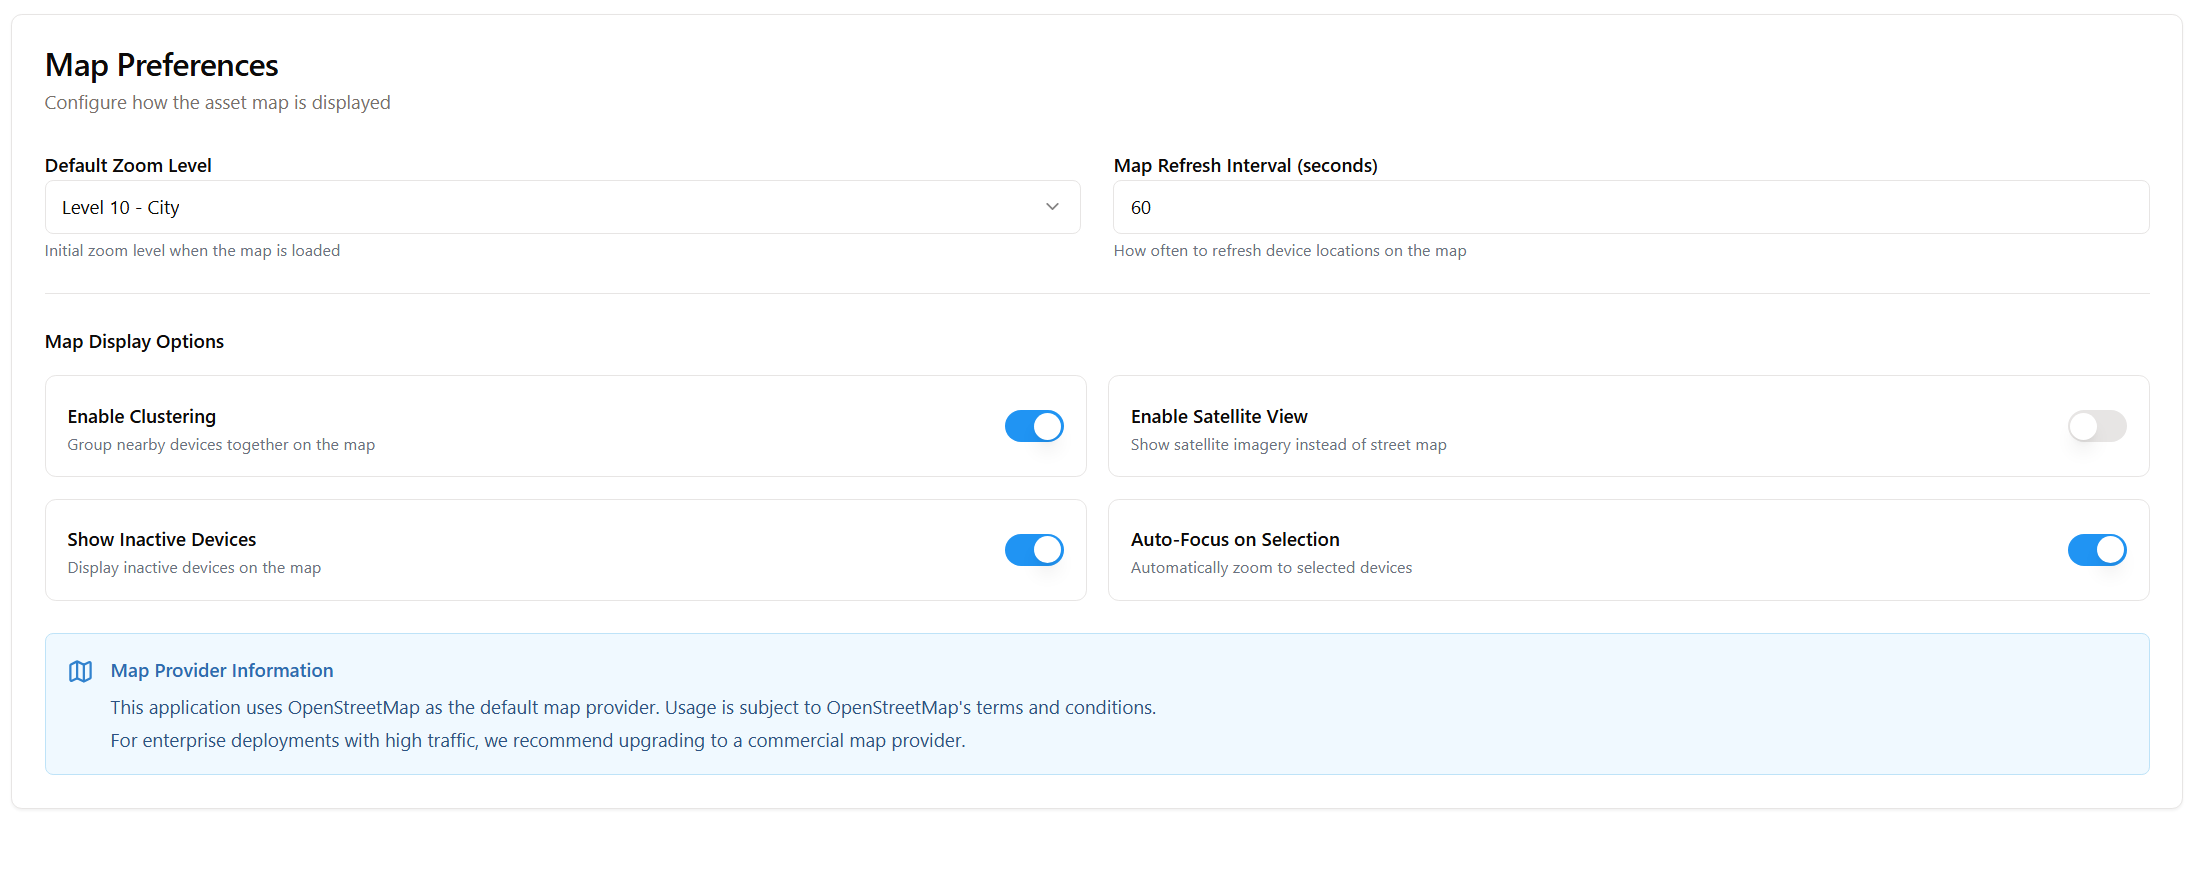 Map Preferences
Configure how the asset map is displayed
Default Zoom Level
Level 10 - City
Initial zoom level when the map is loaded
Map Refresh Interval (seconds)
60
How often to refresh device locations on the map
Map Display Options
Enable Clustering
Group nearby devices together on the map
Enable Satellite View
Show satellite imagery instead of street map
Show Inactive Devices
Display inactive devices on the map
Auto-Focus on Selection
Automatically zoom to selected devices
Map Provider Information
This application uses OpenStreetMap as the default map provider. Usage is subject to OpenStreetMap's terms and conditions.
For enterprise deployments with high traffic, we recommend upgrading to a commercial map provider.